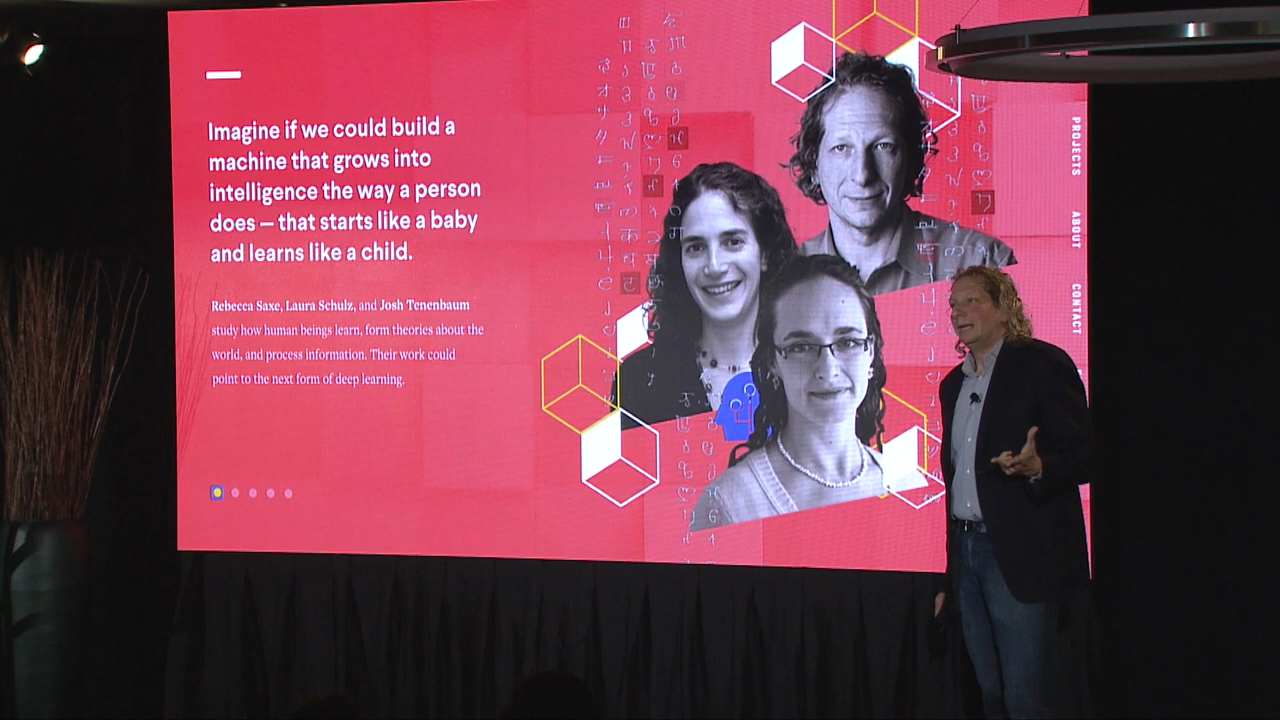 Imagine if we could build a
machine that grows into
intelligence the way a person
does – that starts like a baby
and learns like a child.
Rebecca Saxe, Laura Schulz, and Josh Tenenbaum
study how human beings learn, form theories about the
world, and process information. Their work could
point to the next form of deep learning.
PROJECTS
ABOUT
CONTACT